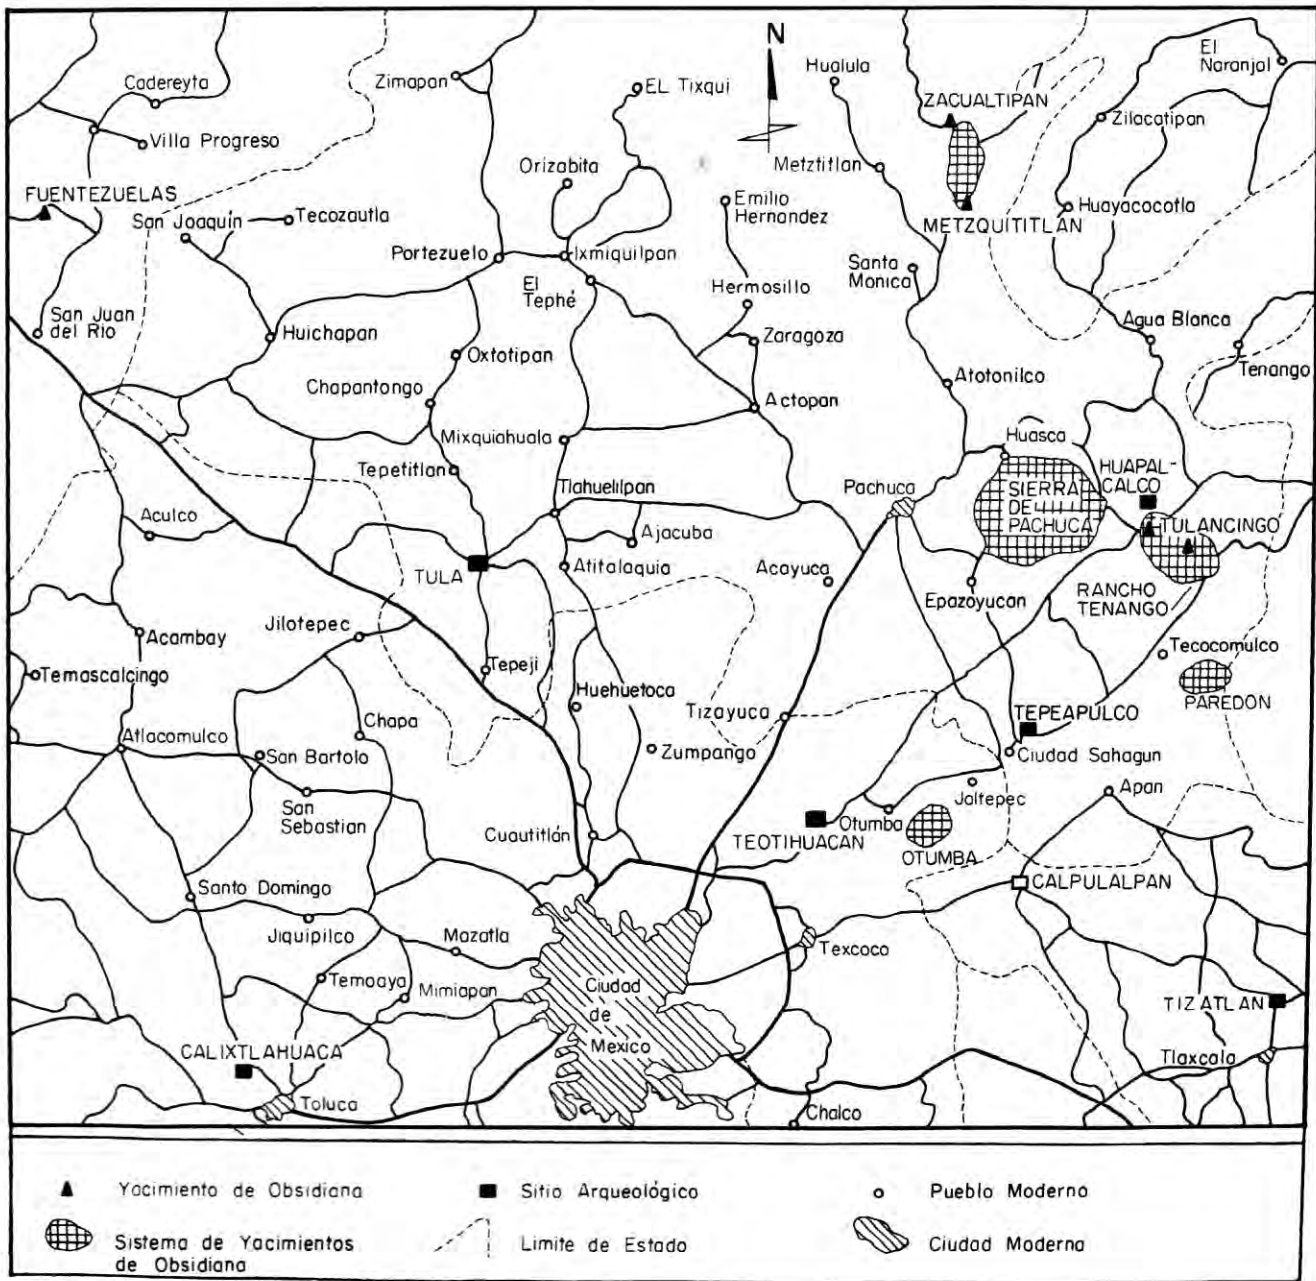 N
Cadereyta
Zimapan
EL Tixqui
Hualula
El
Naranjal
ZACUALTIPAN
Zilacatipan
Villa Progreso
Orizabita
Metztitlan
FUENTEZUELAS
San Joaquín
Tecozautla
Emilio
Hernandez
METZQUITITLAN
Huayacocotla
Portezuelo
Ixmiquilpan
El
Tephé
Santa
Monica
Hermosillo
San Juan
del Rio
Huichapan
Oxtotipan
Zaragoza
Agua Blanca
Tenango
Chapantongo
Actopan
Atotonilco
Mixquiahuala
Huasca
Tepetitlan
Tlahuelilpan
Pachuca
SIERRA
DE
PACHUCA
HUAPAL-
CALCO
TULANCINGO
Aculco
Ajacuba
TULA
Atitalaquia
Acayuca
Epazoyucan
RANCHO
TENANGO
Acambay
Jilotepec
Tecocomulco
Temascalcingo
Tepeji
Huehuetoca
PAREDON
Chapa
Tizayuca
TEPEAPULCO
Atlacomulco
San Bartolo
Zumpango
Ciudad Sahagun
San
Sebastian
Jaltepec
Apan
Cuautitlán
TEOTIHUACAN
Otumba
OTUMBA
Santo Domingo
CALPULALPAN
Jiquipilco
Mazatla
Texcoco
Temoaya
Mimiapan
Ciudad
de
Mexico
TIZATLAN
CALIXTLAHUACA
Tlaxcala
Toluca
Chalco
Yacimiento de Obsidiana
Sitio Arqueológico
Pueblo Moderno
Sistema de Yacimientos
de Obsidiana
Limite de Estado
Ciudad Moderna